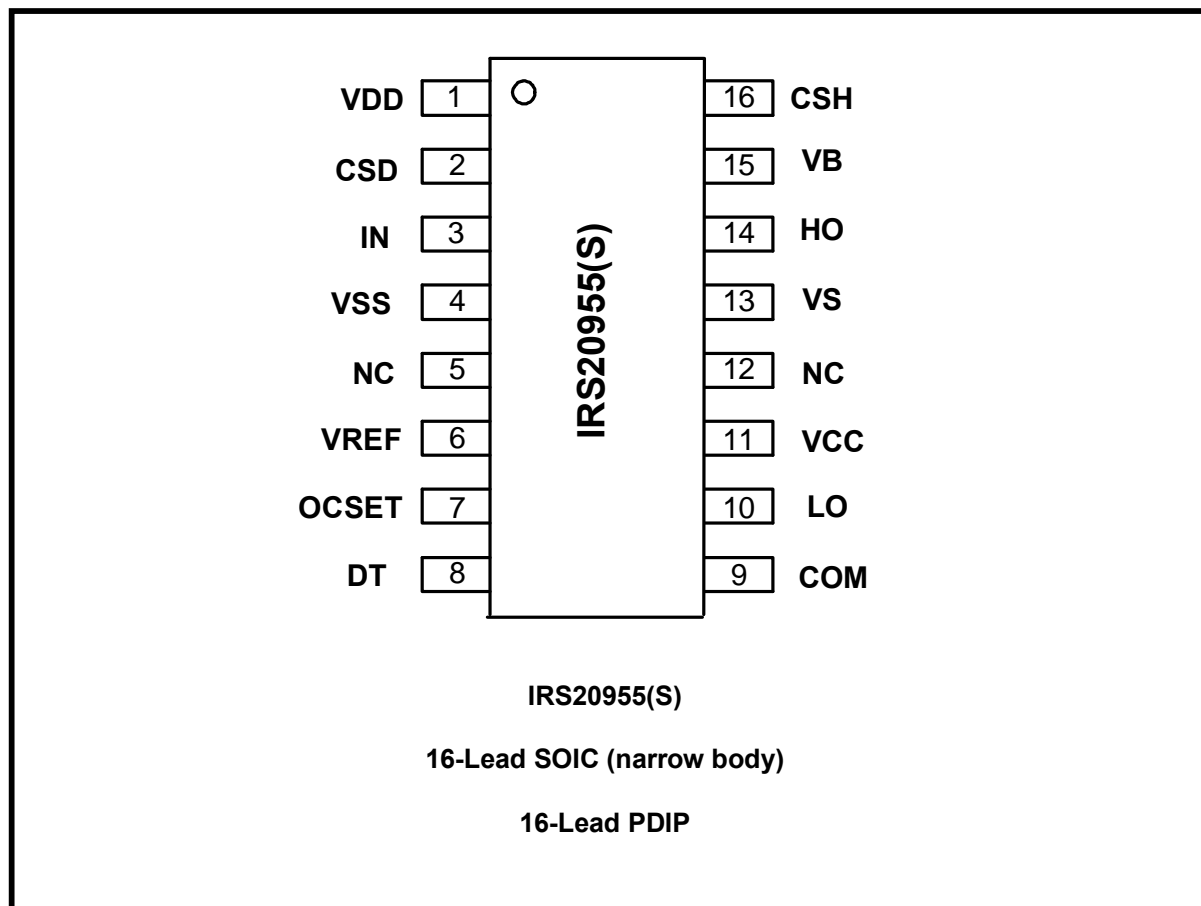 VDD 1 16 CSH
CSD 2 15 VB
IN 3 14 HO
VSS 4 13 VS
NC 5 12 NC
VREF 6 11 VCC
OCSET 7 10 LO
DT 8 9 COM
IRS20955(S)
IRS20955(S)
16-Lead SOIC (narrow body)
16-Lead PDIP